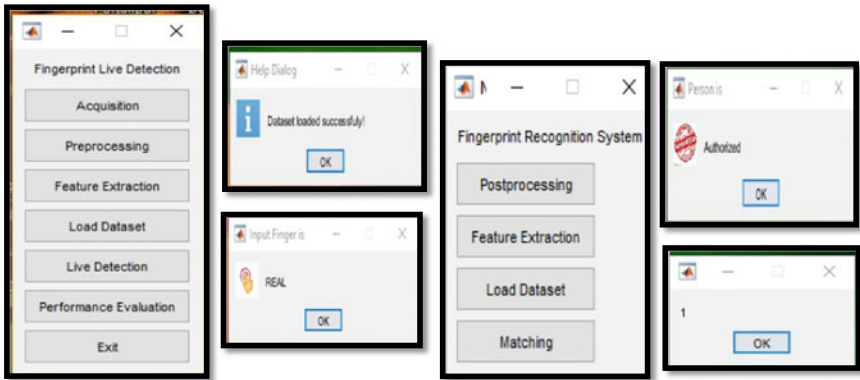 Fingerprint Live Detection
Acquisition
Preprocessing
Feature Extraction
Load Dataset
Live Detection
Performance Evaluation
Exit
Help Dialog
Dataset loaded successfuly!
OK
Input Finger is
REAL
OK
Fingerprint Recognition System
Postprocessing
Feature Extraction
Load Dataset
Matching
Person is
Authorized
OK
1
OK